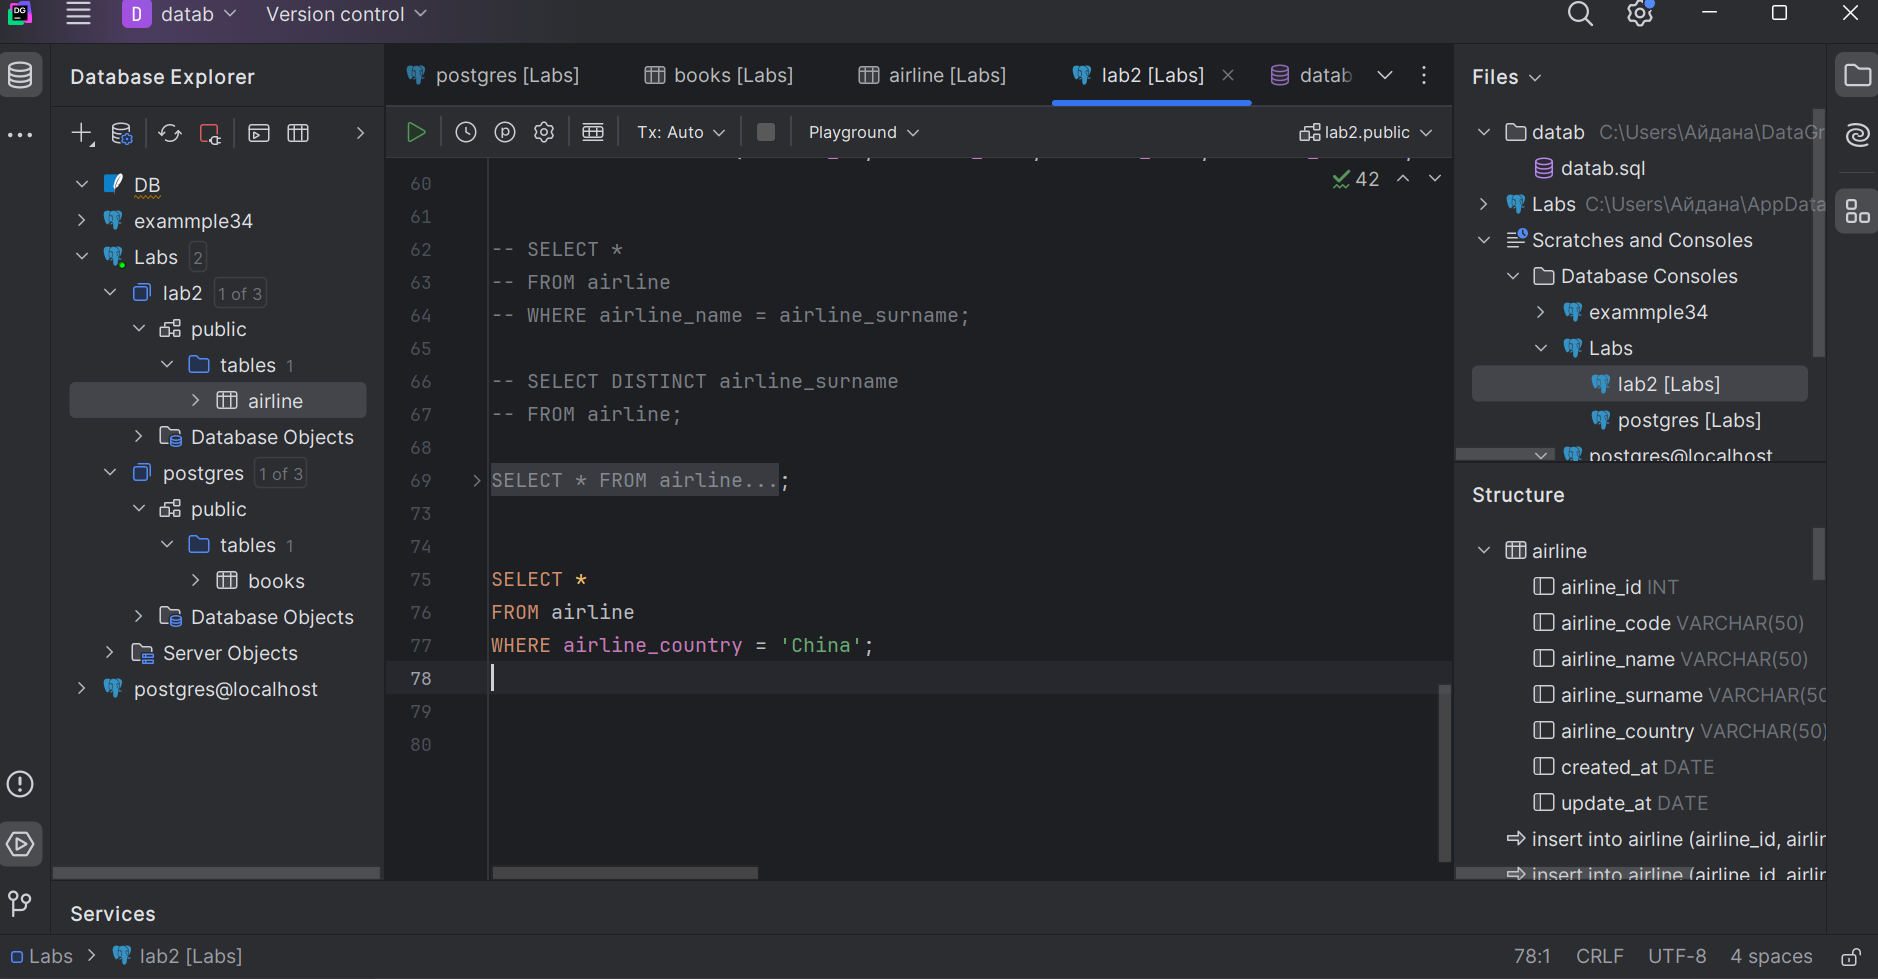 DG
D
datab
Version control
Database Explorer
DB
exammple34
Labs 2
lab2 1 of 3
public
tables 1
airline
Database Objects
postgres 1 of 3
public
tables 1
books
Database Objects
Server Objects
postgres@localhost
postgres [Labs]
books [Labs]
airline [Labs]
lab2 [Labs]
datab
Tx: Auto
Playground
lab2.public
42
60
61
62 -- SELECT *
63 -- FROM airline
64 -- WHERE airline_name = airline_surname;
65
66 -- SELECT DISTINCT airline_surname
67 -- FROM airline;
68
69 SELECT * FROM airline...;
73
74
75 SELECT *
76 FROM airline
77 WHERE airline_country = 'China';
78
79
80
Files
datab C:\Users\Айдана\DataGr
datab.sql
Labs C:\Users\Айдана\AppData
Scratches and Consoles
Database Consoles
exammple34
Labs
lab2 [Labs]
postgres [Labs]
postgres@localhost
Structure
airline
airline_id INT
airline_code VARCHAR(50)
airline_name VARCHAR(50)
airline_surname VARCHAR(50
airline_country VARCHAR(50)
created_at DATE
update_at DATE
insert into airline (airline_id, airlin
insert into airline (airline_id, airlin
Services
Labs
lab2 [Labs]
78:1
CRLF
UTF-8
4 spaces